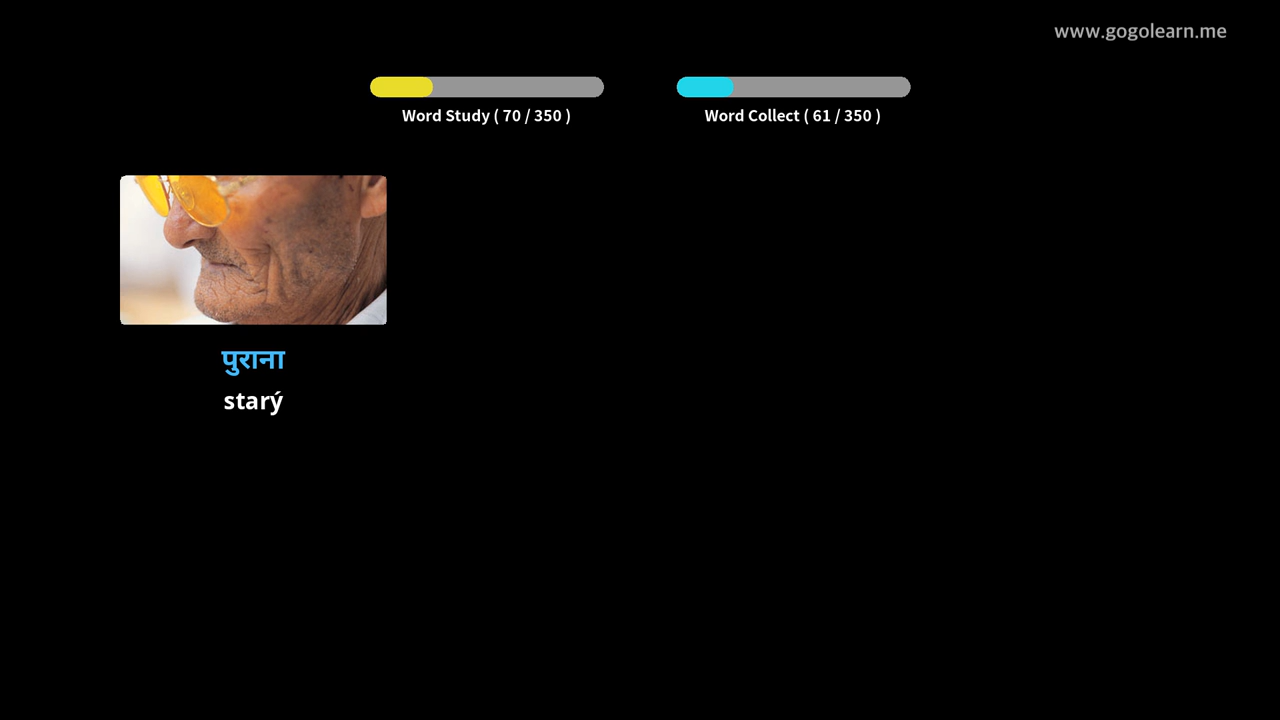 www.gogolearn.me
Word Study ( 70 / 350 )
Word Collect ( 61 / 350 )
पुराना
starý